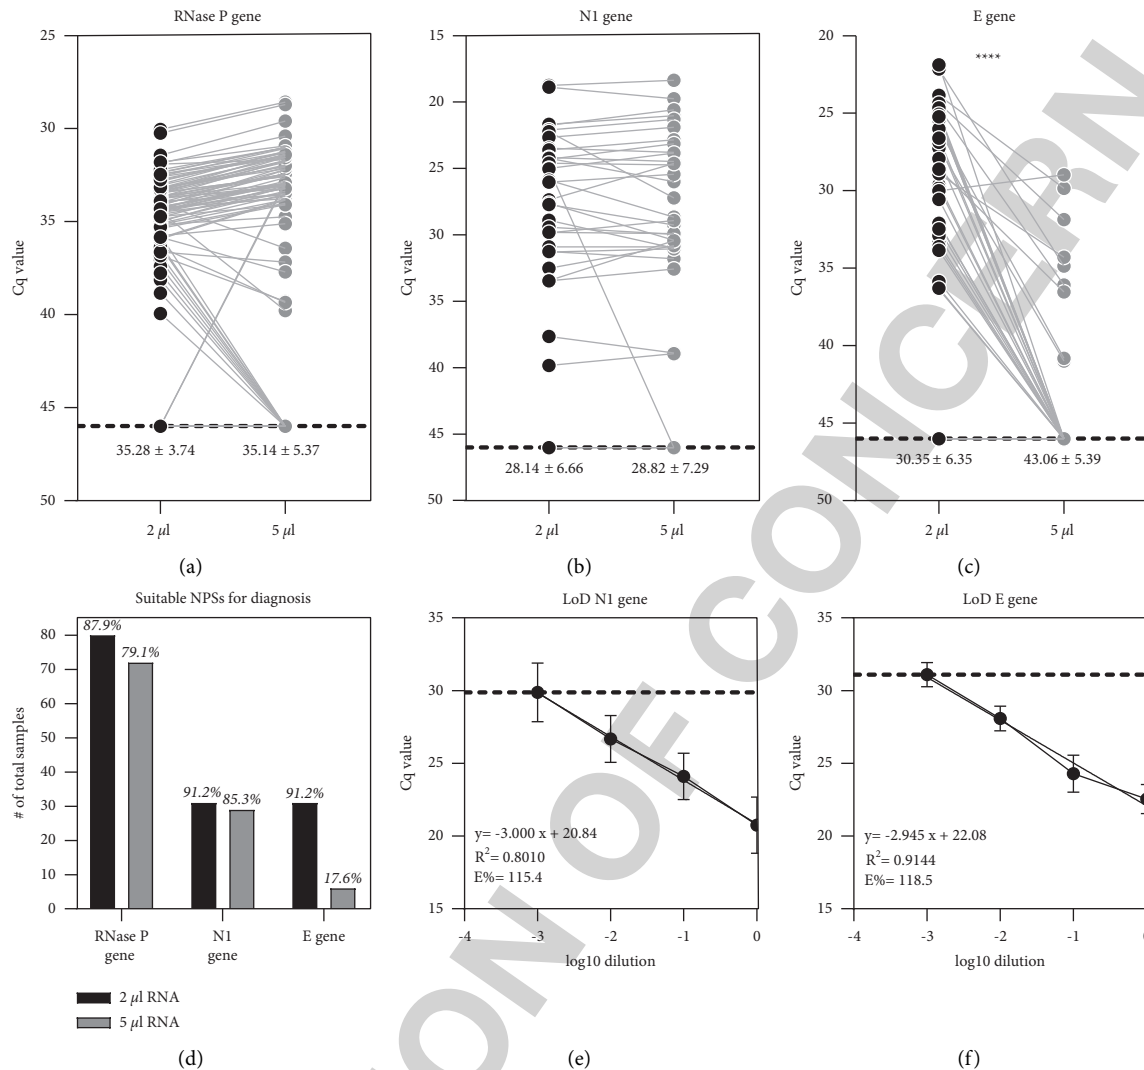 RNase P gene
25
30
35
40
45
50
Cq value
35.28 ± 3.74
35.14 ± 5.37
2 µl
5 µl
(a)
N1 gene
15
20
25
30
35
40
45
50
Cq value
28.14 ± 6.66
28.82 ± 7.29
2 µl
5 µl
(b)
E gene
20
25
30
35
40
45
50
Cq value
****
30.35 ± 6.35
43.06 ± 5.39
2 µl
5 µl
(c)
Suitable NPSs for diagnosis
80
70
60
50
40
30
20
10
0
# of total samples
87.9%
79.1%
91.2%
85.3%
91.2%
17.6%
RNase P
gene
N1
gene
E gene
2 µl RNA
5 µl RNA
(d)
LoD N1 gene
35
30
25
20
15
Cq value
y= -3.000 x + 20.84
R2= 0.8010
E%= 115.4
-4
-3
-2
-1
0
log10 dilution
(e)
LoD E gene
35
30
25
20
15
Cq value
y= -2.945 x + 22.08
R2= 0.9144
E%= 118.5
-4
-3
-2
-1
log10 dilution
(f)
ON OF CONCERN